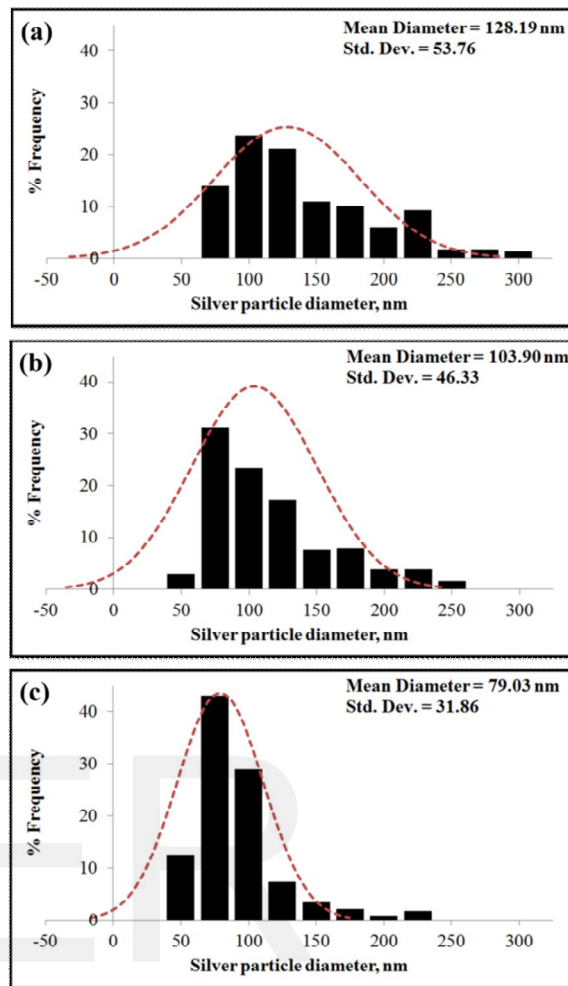 (a)
Mean Diameter = 128.19 nm
Std. Dev. = 53.76
40
30
20
10
0
% Frequency
-50 0 50 100 150 200 250 300
Silver particle diameter, nm
(b)
Mean Diameter = 103.90 nm
Std. Dev. = 46.33
40
30
20
10
0
% Frequency
-50 0 50 100 150 200 250 300
Silver particle diameter, nm
(c)
Mean Diameter = 79.03 nm
Std. Dev. = 31.86
40
30
20
10
0
% Frequency
-50 0 50 100 150 200 250 300
Silver particle diameter, nm
ER